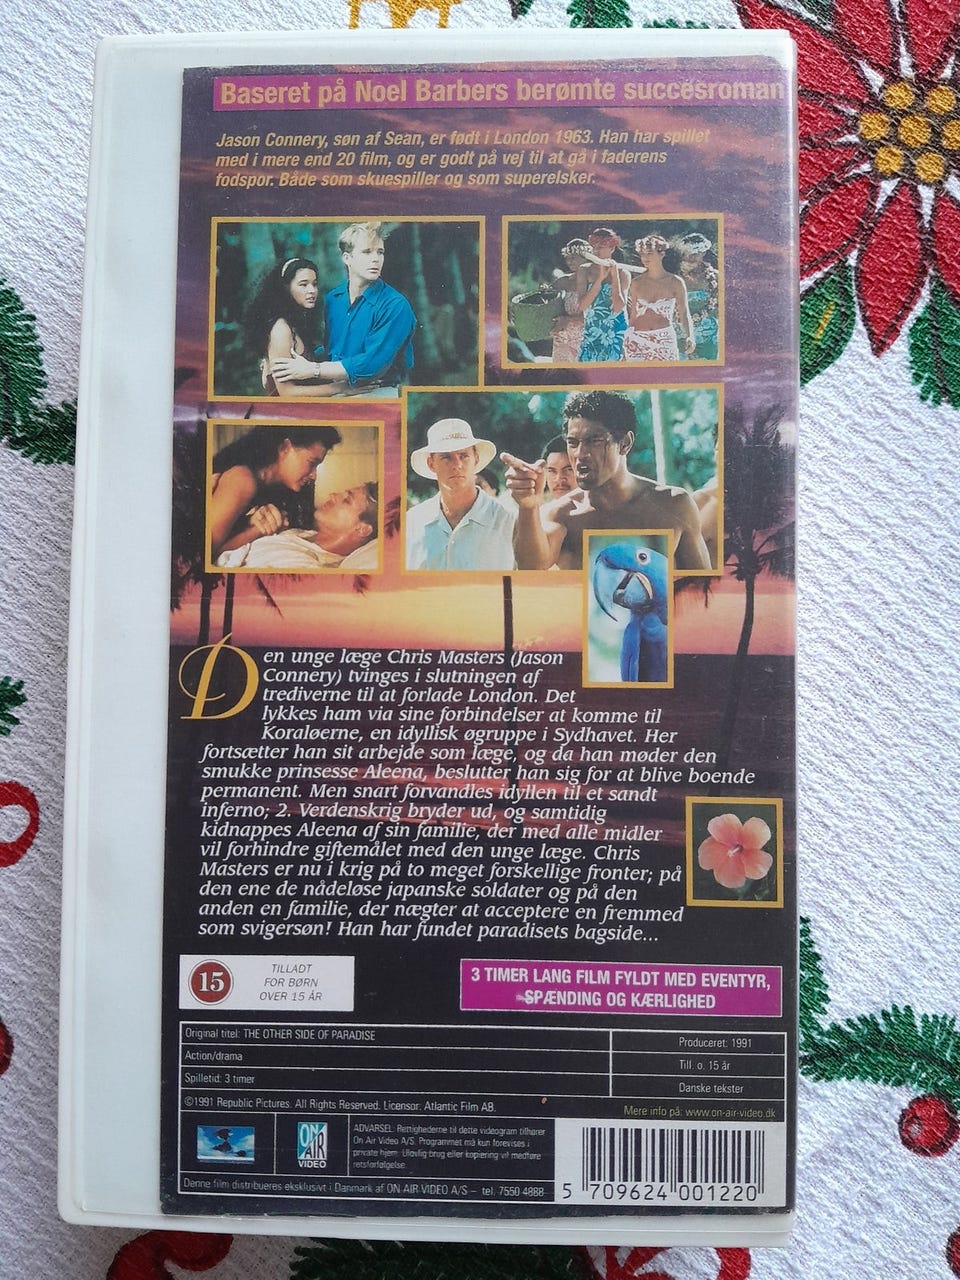 Baseret på Noel Barbers berømte succesroman
Jason Connery, søn af Sean, er født i London 1963. Han har spillet
med i mere end 20 film, og er godt på vej til at gå i faderens
fodspor. Både som skuespiller og som superelsker.
Den unge læge Chris Masters (Jason
Connery) tvinges i slutningen af
trediverne til at forlade London. Det
lykkes ham via sine forbindelser at komme til
Koraløerne, en idyllisk øgruppe i Sydhavet. Her
fortsætter han sit arbejde som læge, og da han møder den
smukke prinsesse Aleena, beslutter han sig for at blive boende
permanent. Men snart forvandles idyllen til et sandt
inferno; 2. Verdenskrig bryder ud, og samtidig
kidnappes Aleena af sin familie, der med alle midler
vil forhindre giftemålet med den unge læge. Chris
Masters er nu i krig på to meget forskellige fronter; på
den ene de nådeløse japanske soldater og på den
anden en familie, der nægter at acceptere en fremmed
som svigersøn! Han har fundet paradisets bagside...
15
TILLADT
FOR BØRN
OVER 15 ÅR
3 TIMER LANG FILM FYLDT MED EVENTYR,
SPÆNDING OG KÆRLIGHED
Original titel: THE OTHER SIDE OF PARADISE
Produceret: 1991
Action/drama
Till. o. 15 år
Spilletid: 3 timer
Danske tekster
©1991 Republic Pictures. All Rights Reserved. Licensor: Atlantic Film AB.
Mere info på: www.on-air-video.dk
ON
AIR
VIDEO
ADVARSEL: Rettighederne til dette videogram tilhører
On Air Video A/S. Programmet må kun forevises i
private hjem. Ulovlig brug eller kopiering vil medføre
retsforfølgelse.
Denne film distribueres eksklusivt i Danmark af ON AIR VIDEO A/S – tel. 7550 4888
5 709624 001220